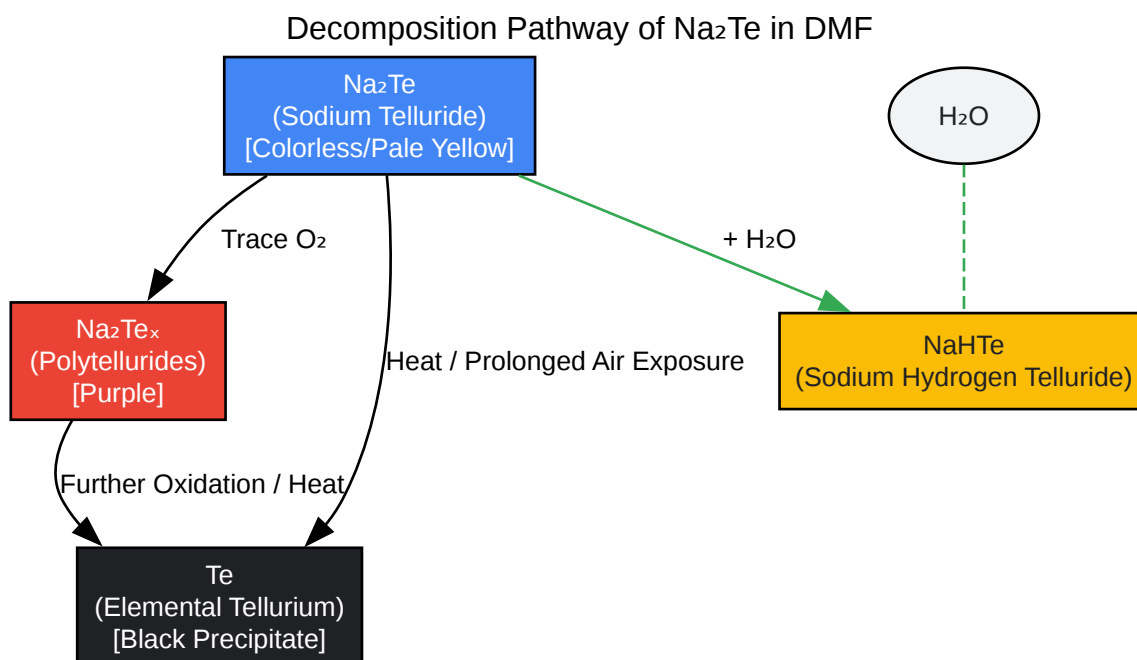 Decomposition Pathway of Na₂Te in DMF
Na₂Te
(Sodium Telluride)
[Colorless/Pale Yellow]
H₂O
Trace O₂
+ H₂O
Na₂Teₓ
(Polytellurides)
[Purple]
Heat / Prolonged Air Exposure
NaHTe
(Sodium Hydrogen Telluride)
Further Oxidation / Heat
Te
(Elemental Tellurium)
[Black Precipitate]